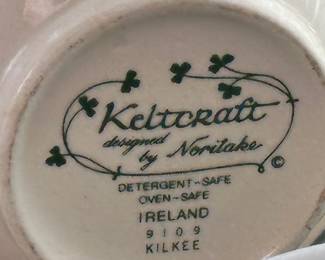 Keltcraft
designed
by Noritake
©
DETERGENT-SAFE
OVEN-SAFE
IRELAND
9109
KILKEE